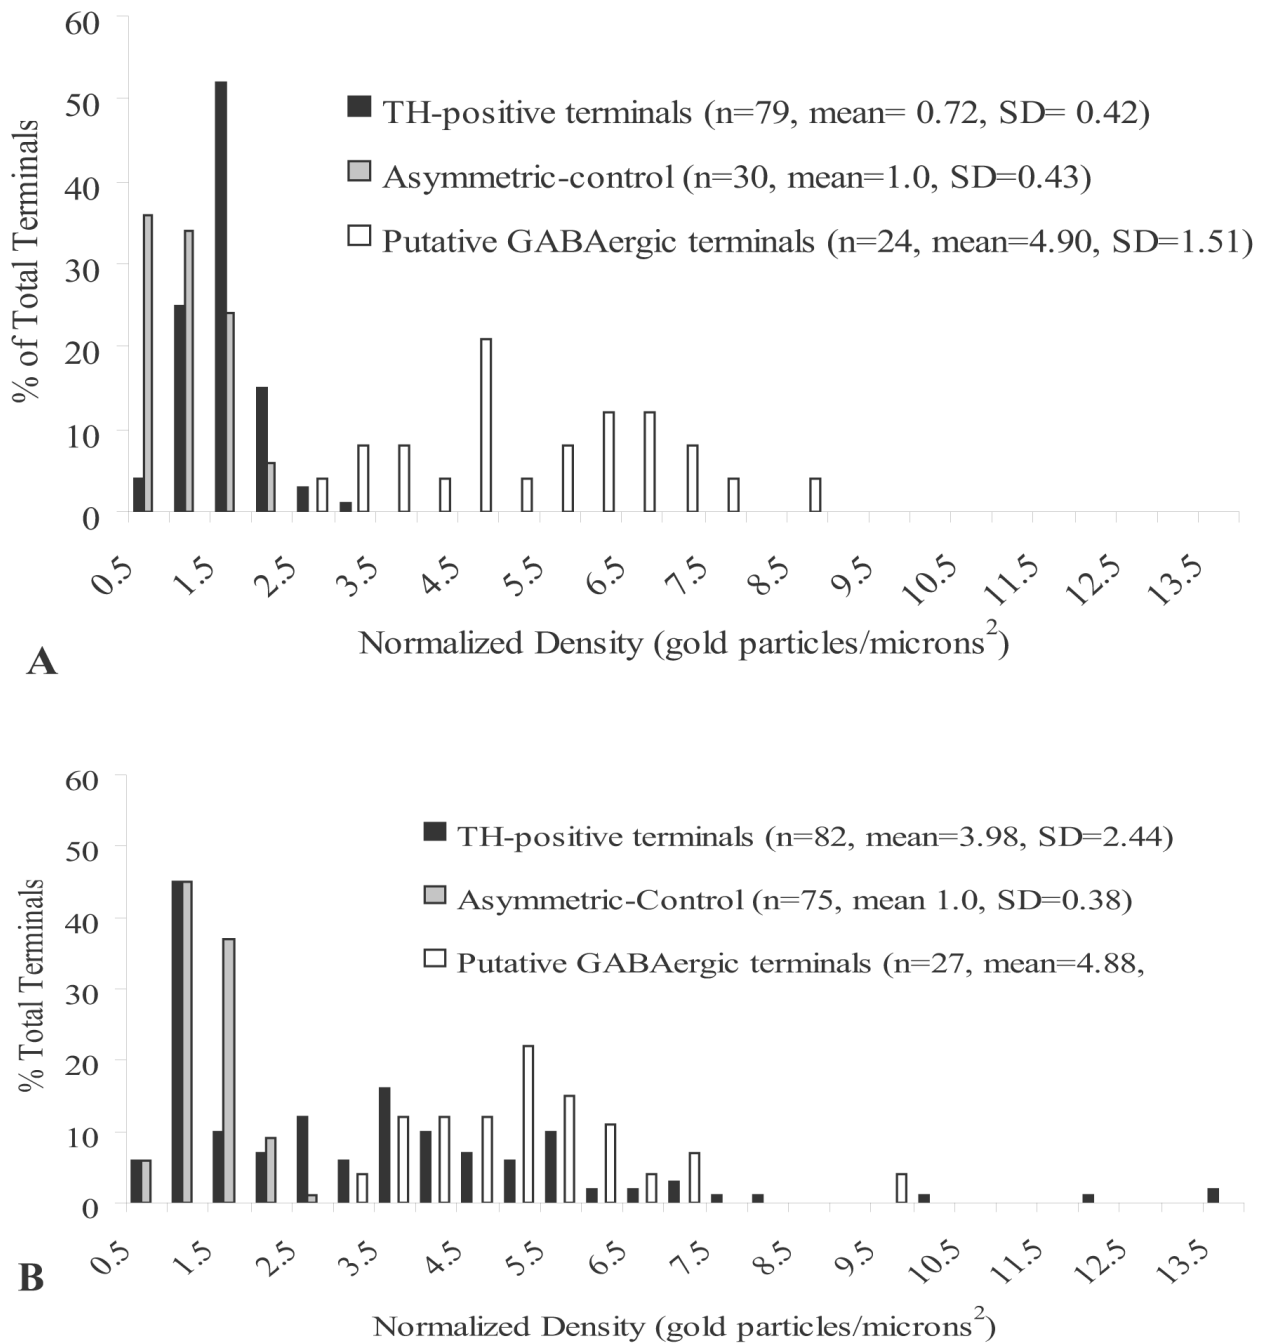 60
50
40
30
20
10
0
% of Total Terminals
TH-positive terminals (n=79, mean= 0.72, SD= 0.42)
Asymmetric-control (n=30, mean=1.0, SD=0.43)
Putative GABAergic terminals (n=24, mean=4.90, SD=1.51)
0.5 1.5 2.5 3.5 4.5 5.5 6.5 7.5 8.5 9.5 10.5 11.5 12.5 13.5
Normalized Density (gold particles/microns²)
A
60
50
40
30
20
10
0
% Total Terminals
TH-positive terminals (n=82, mean=3.98, SD=2.44)
Asymmetric-Control (n=75, mean 1.0, SD=0.38)
Putative GABAergic terminals (n=27, mean=4.88,
0.5 1.5 2.5 3.5 4.5 5.5 6.5 7.5 8.5 9.5 10.5 11.5 12.5 13.5
B
Normalized Density (gold particles/microns²)